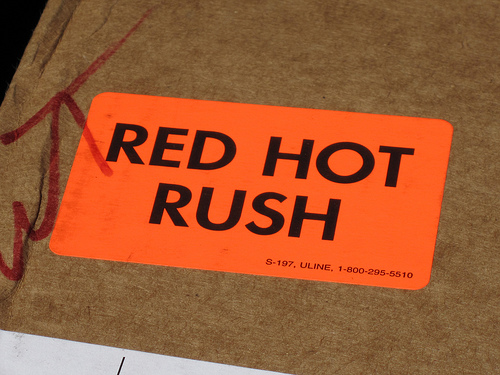 RED HOT
RUSH
S-197, ULINE, 1-800-295-5510